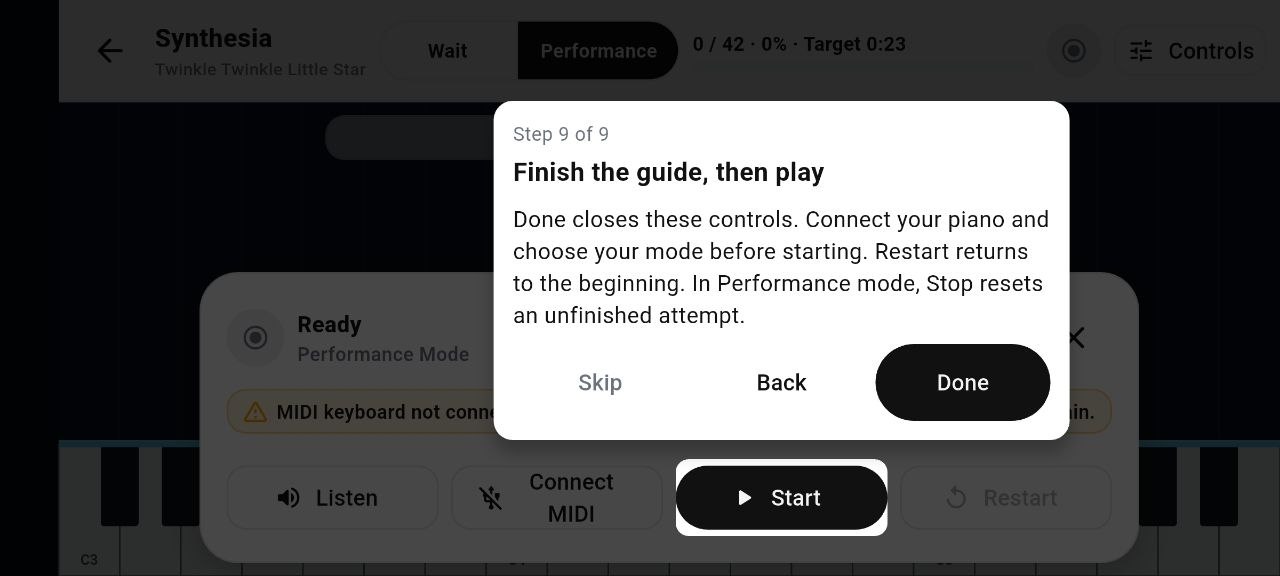 Synthesia
Twinkle Twinkle Little Star
Wait
Performance
0 / 42 · 0% · Target 0:23
Controls
Step 9 of 9
Finish the guide, then play
Done closes these controls. Connect your piano and
choose your mode before starting. Restart returns
to the beginning. In Performance mode, Stop resets
an unfinished attempt.
Skip
Back
Done
Ready
Performance Mode
MIDI keyboard not conne
in.
Listen
Connect
MIDI
Start
Restart
C3